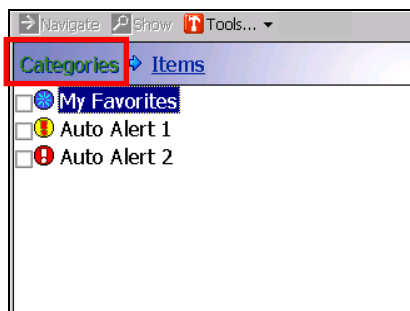 Navigate Show Tools...
Categories Items
My Favorites
Auto Alert 1
Auto Alert 2